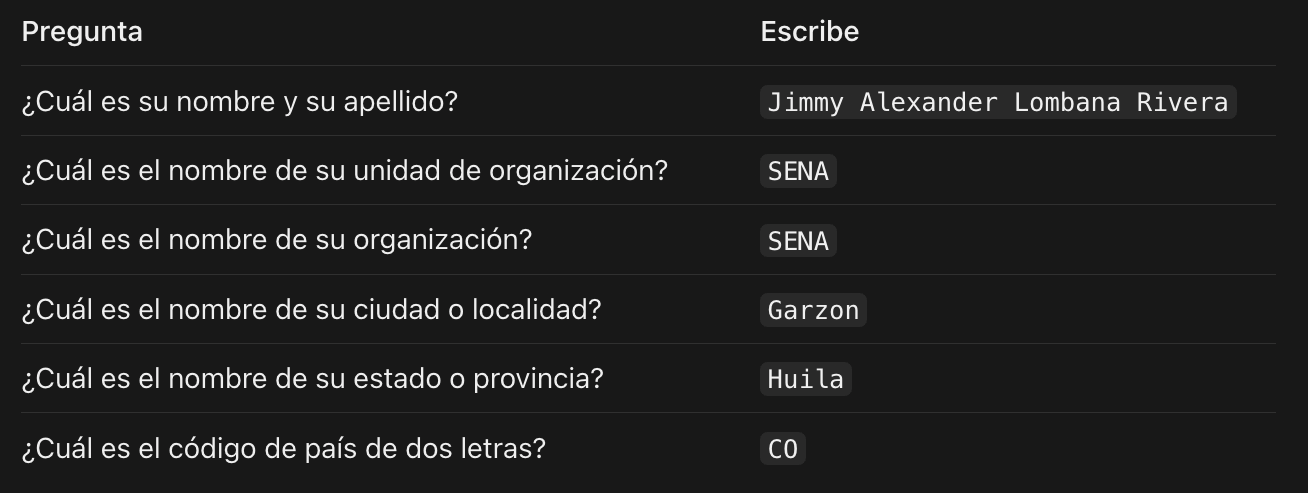 Pregunta Escribe
¿Cuál es su nombre y su apellido? Jimmy Alexander Lombana Rivera
¿Cuál es el nombre de su unidad de organización? SENA
¿Cuál es el nombre de su organización? SENA
¿Cuál es el nombre de su ciudad o localidad? Garzon
¿Cuál es el nombre de su estado o provincia? Huila
¿Cuál es el código de país de dos letras? CO